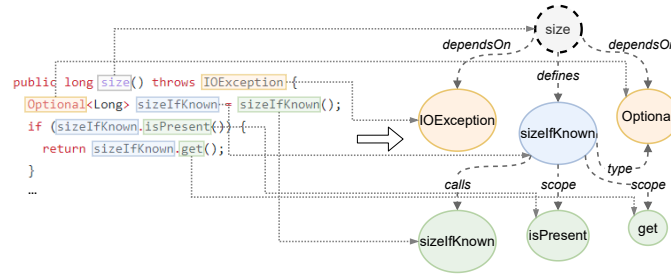 size
dependsOn
dependsOn
defines
public long size() throws IOException {
Optional<Long> sizeIfKnown = sizeIfKnown();
if (sizeIfKnown.isPresent()) {
return sizeIfKnown.get();
}
…
IOException
sizeIfKnown
Optional
type
calls
scope
scope
sizeIfKnown
isPresent
get